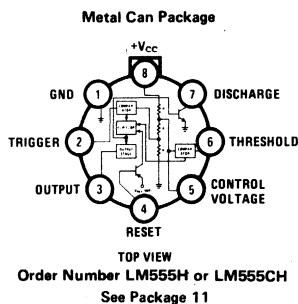 Metal Can Package
+VCC
8
GND 1
7 DISCHARGE
TRIGGER 2
6 THRESHOLD
OUTPUT 3
5 CONTROL
VOLTAGE
4
RESET
TOP VIEW
Order Number LM555H or LM555CH
See Package 11